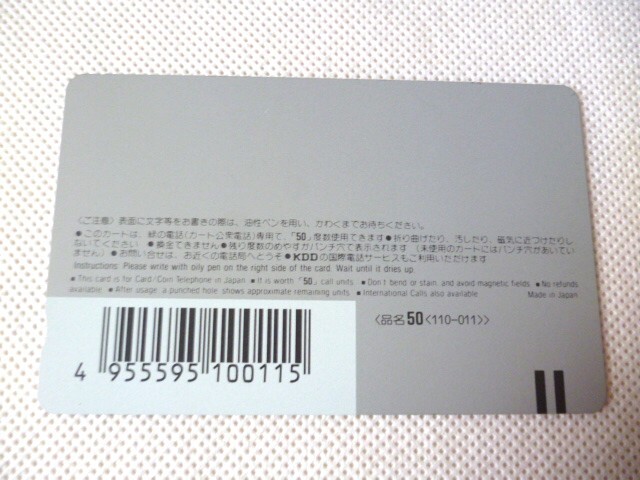 〈ご注意〉表面に文字等をお書きの際は、油性ペンを用い、かわくまでお待ちください。
●このカードは、緑の電話(カード公衆電話)専用で、「50」度数使用できます●折り曲げたり、汚したり、磁気に近づけたりし
ないでください●換金できません●残り度数のめやすがパンチ穴で表示されます(未使用のカードにはパンチ穴があいてい
ません)●お問い合せは、お近くの電話局へどうぞ●KDDの国際電話サービスもご利用いただけます
Instructions: Please write with oily pen on the right side of the card. Wait until it dries up.
■ This card is for Card/Coin Telephone in Japan ■ It is worth「50」call units ■ Don't bend or stain, and avoid magnetic fields ■ No refunds
available. ■ After usage, a punched hole shows approximate remaining units. ■ International Calls also available. Made in Japan
〈品名50〈110-011〉〉
4 955595 100115